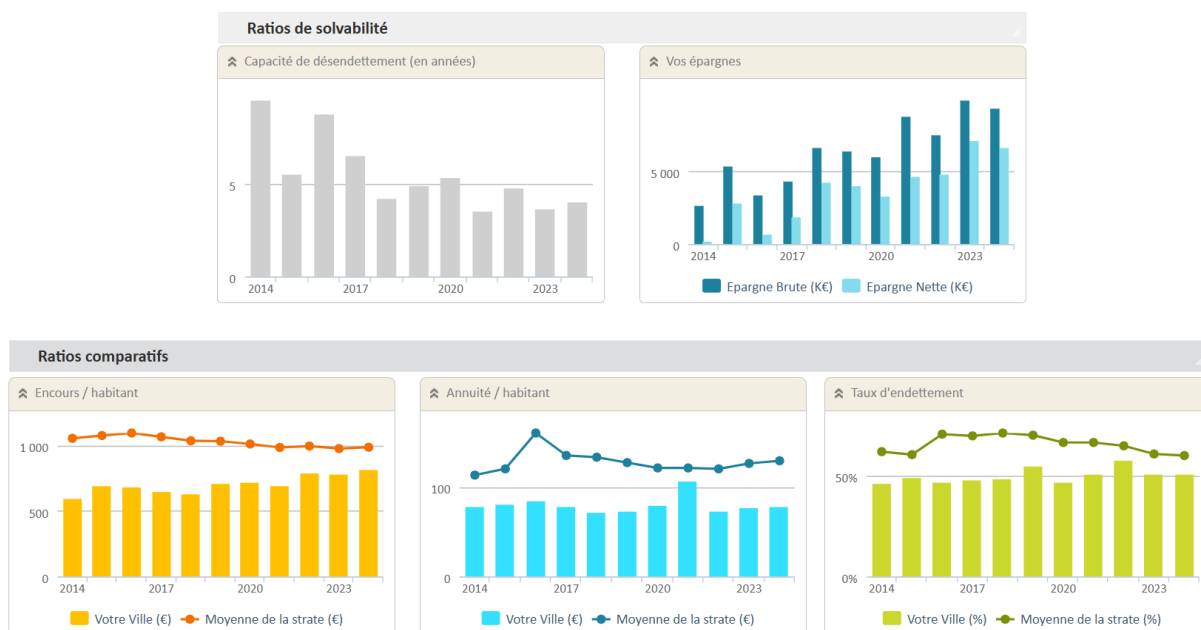 Ratios de solvabilité
Capacité de désendettement (en années)
5
0
2014 2017 2020 2023
Vos épargnes
5 000
0
2014 2017 2020 2023
Epargne Brute (K€) Epargne Nette (K€)
Ratios comparatifs
Encours / habitant
1 000
500
0
2014 2017 2020 2023
Votre Ville (€) Moyenne de la strate (€)
Annuité / habitant
100
0
2014 2017 2020 2023
Votre Ville (€) Moyenne de la strate (€)
Taux d'endettement
50%
0%
2014 2017 2020 2023
Votre Ville (%) Moyenne de la strate (%)